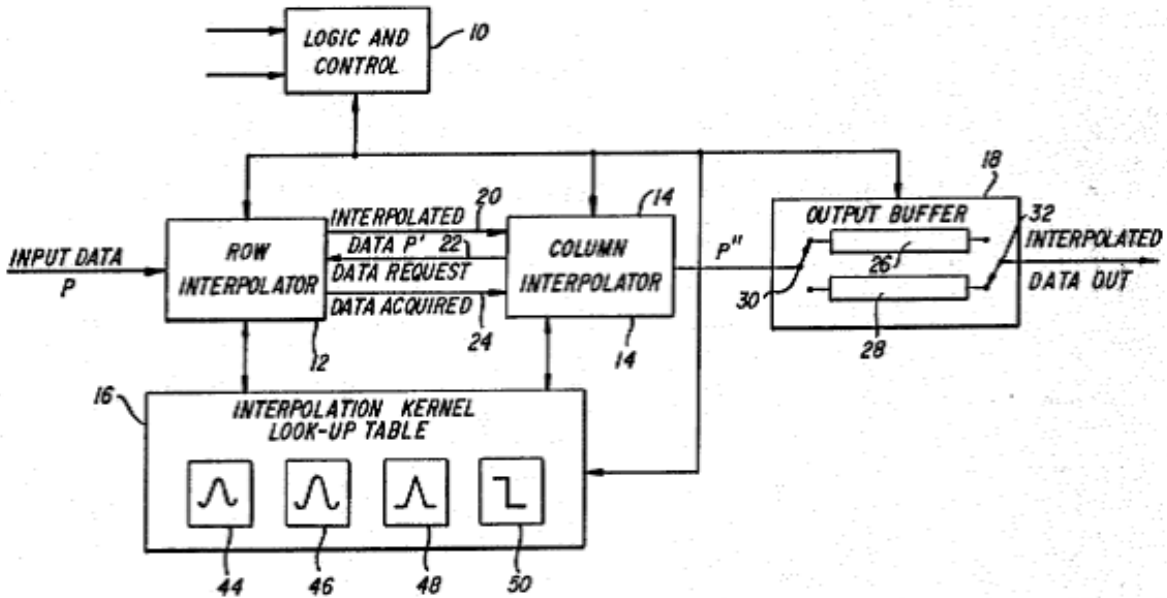 LOGIC AND
CONTROL
10
18
INTERPOLATED
20
14
OUTPUT BUFFER
32
INPUT DATA
P
ROW
INTERPOLATOR
DATA P'
22
DATA REQUEST
DATA ACQUIRED
24
COLUMN
INTERPOLATOR
P"
30
26
28
INTERPOLATED
DATA OUT
12
14
16
INTERPOLATION KERNEL
LOOK-UP TABLE
44
46
48
50